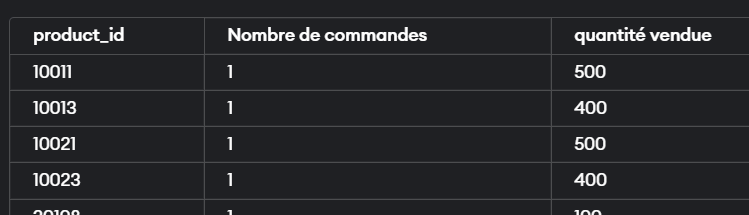 product_id Nombre de commandes quantité vendue
10011 1 500
10013 1 400
10021 1 500
10023 1 400